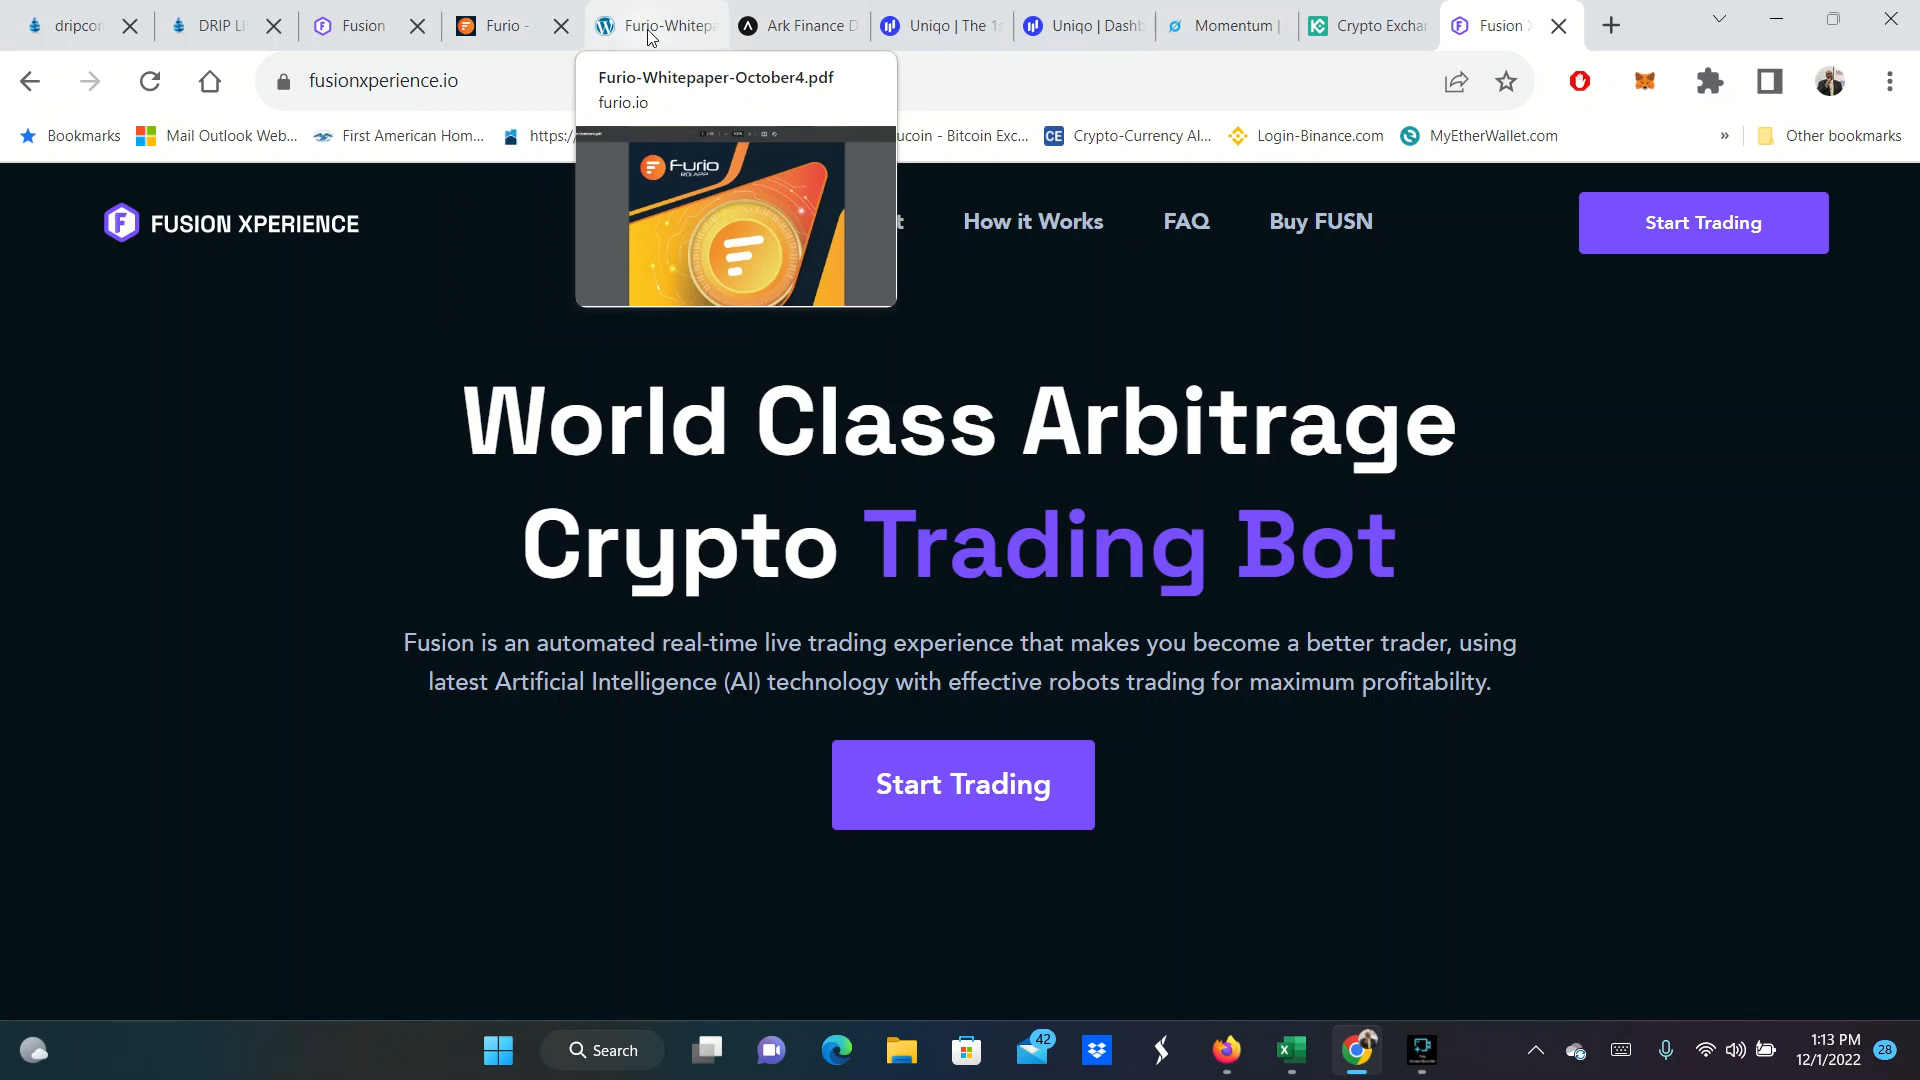 dripcor
DRIP LI
Fusion
Furio -
Furio-Whitepa
Ark Finance D
Uniqo | The 1s
Uniqo | Dashb
Momentum |
Crypto Exchan
Fusion X
fusionxperience.io
Furio-Whitepaper-October4.pdf
furio.io
Bookmarks
Mail Outlook Web...
First American Hom...
https:/
ucoin - Bitcoin Exc...
CE
Crypto-Currency Al...
Login-Binance.com
MyEtherWallet.com
»
Other bookmarks
Furio
FUSION XPERIENCE
t
How it Works
FAQ
Buy FUSN
Start Trading
World Class Arbitrage
Crypto Trading Bot
Fusion is an automated real-time live trading experience that makes you become a better trader, using
latest Artificial Intelligence (AI) technology with effective robots trading for maximum profitability.
Start Trading
Search
42
1:13 PM
12/1/2022
28